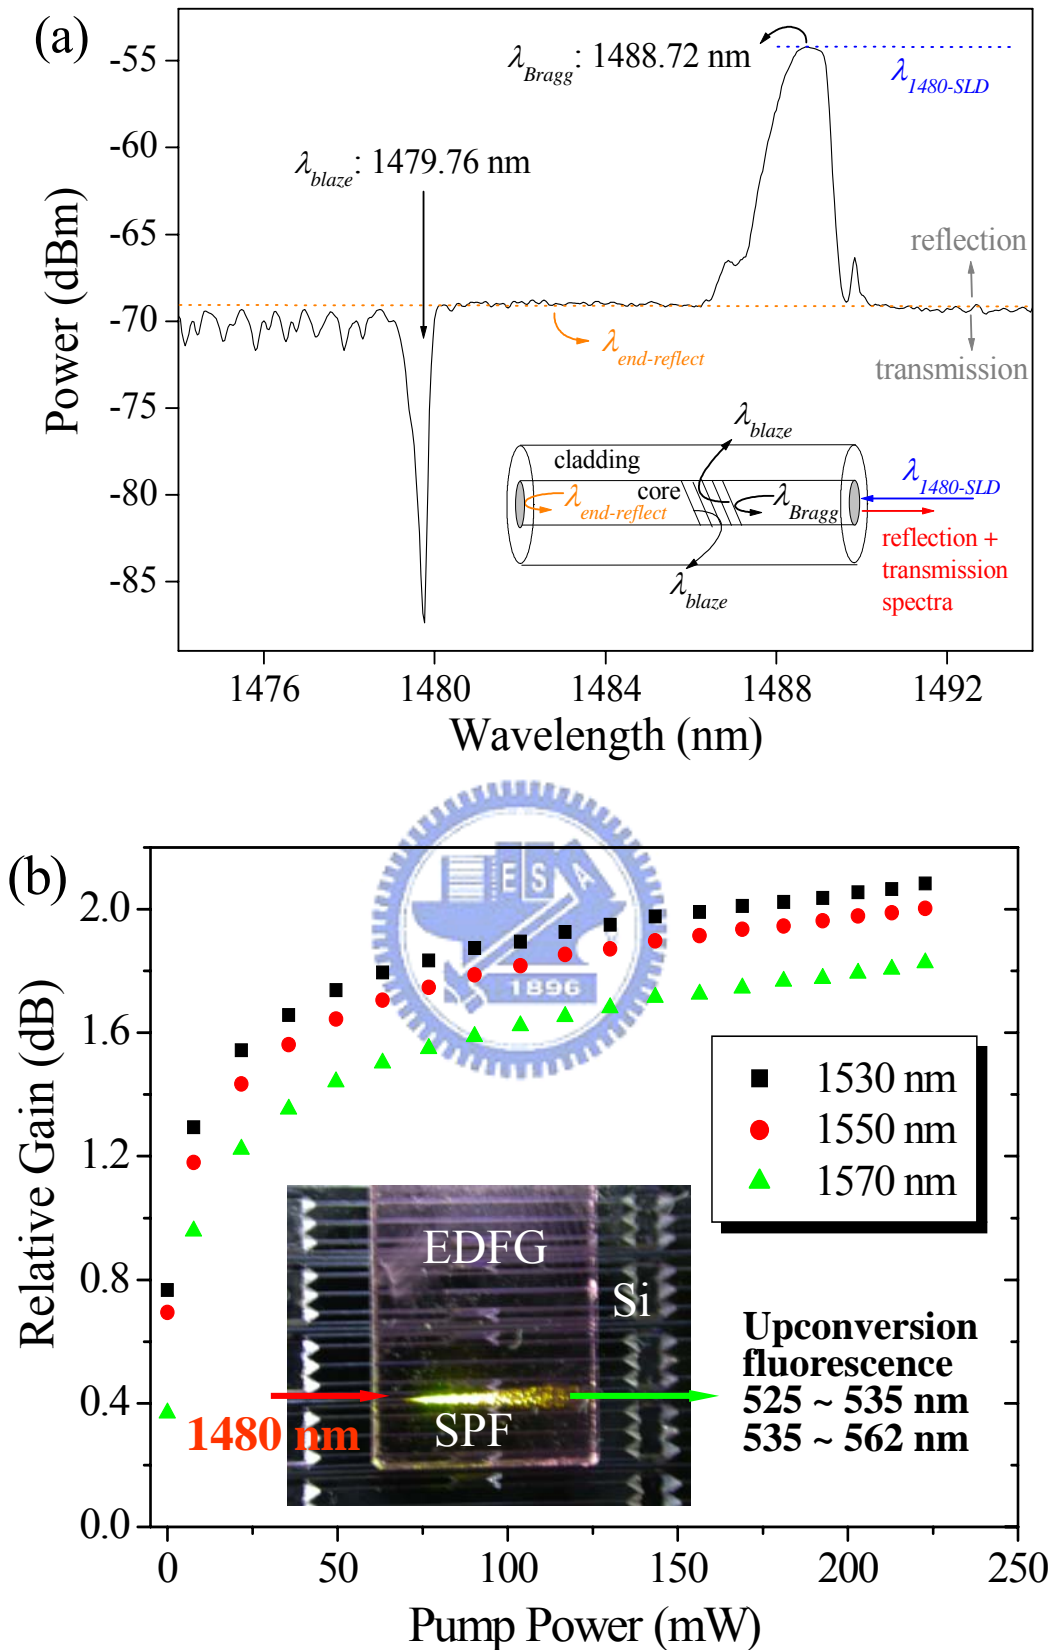 (a)
λBragg: 1488.72 nm
λ1480-SLD
λblaze: 1479.76 nm
reflection
λend-reflect
transmission
λblaze
cladding
core
λend-reflect
λBragg
λ1480-SLD
reflection +
transmission
spectra
λblaze
-55
-60
-65
-70
-75
-80
-85
Power (dBm)
1476
1480
1484
1488
1492
Wavelength (nm)
(b)
ESA
1896
2.0
1.6
1.2
0.8
0.4
0.0
Relative Gain (dB)
1530 nm
1550 nm
1570 nm
EDFG
Si
SPF
1480 nm
Upconversion
fluorescence
525 ~ 535 nm
535 ~ 562 nm
0
50
100
150
200
250
Pump Power (mW)